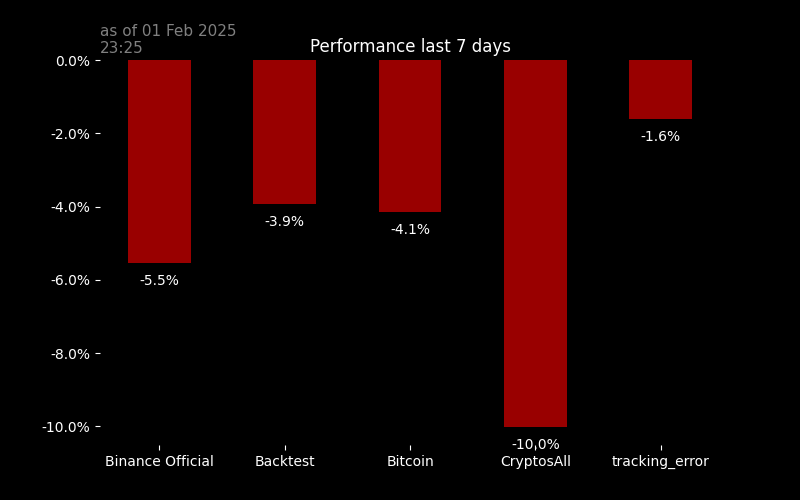 as of 01 Feb 2025
23:25
Performance last 7 days
0.0%
-2.0%
-4.0%
-6.0%
-8.0%
-10.0%
-5.5%
-3.9%
-4.1%
-10.0%
-1.6%
Binance Official
Backtest
Bitcoin
CryptosAll
tracking_error